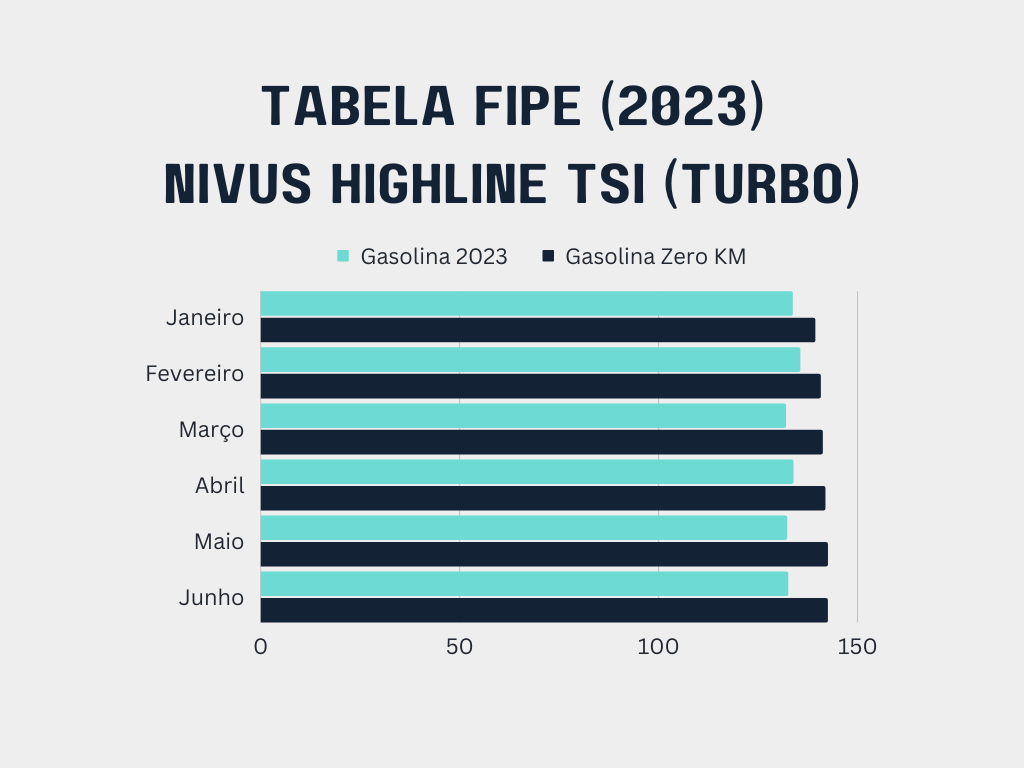 TABELA FIPE (2023)
NIVUS HIGHLINE TSI (TURBO)
Gasolina 2023 Gasolina Zero KM
Janeiro
Fevereiro
Março
Abril
Maio
Junho
0 50 100 150